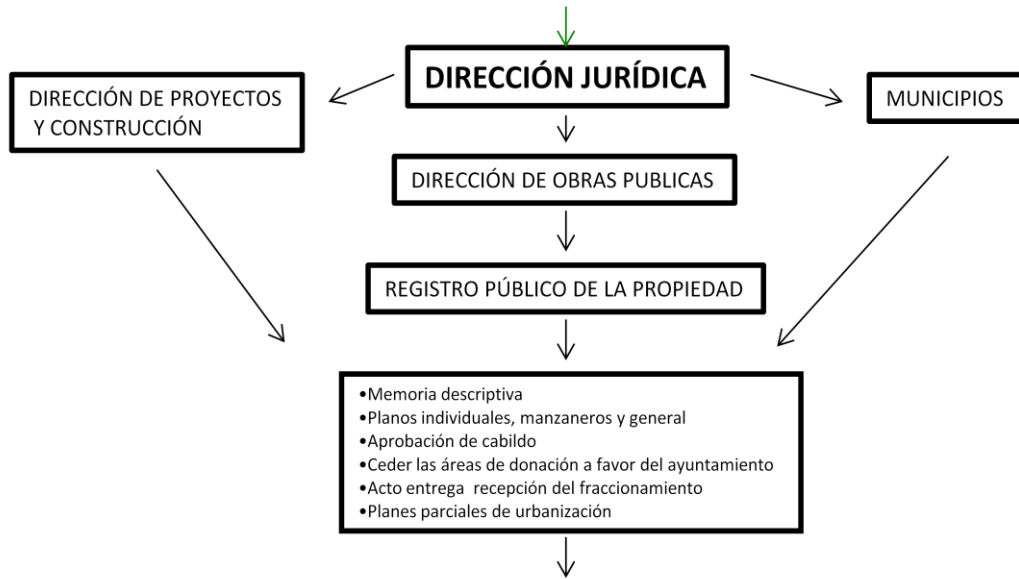 DIRECCIÓN JURÍDICA
DIRECCIÓN DE PROYECTOS
Y CONSTRUCCIÓN
MUNICIPIOS
DIRECCIÓN DE OBRAS PUBLICAS
REGISTRO PÚBLICO DE LA PROPIEDAD
•Memoria descriptiva
•Planos individuales, manzaneros y general
•Aprobación de cabildo
•Ceder las áreas de donación a favor del ayuntamiento
•Acto entrega recepción del fraccionamiento
•Planes parciales de urbanización